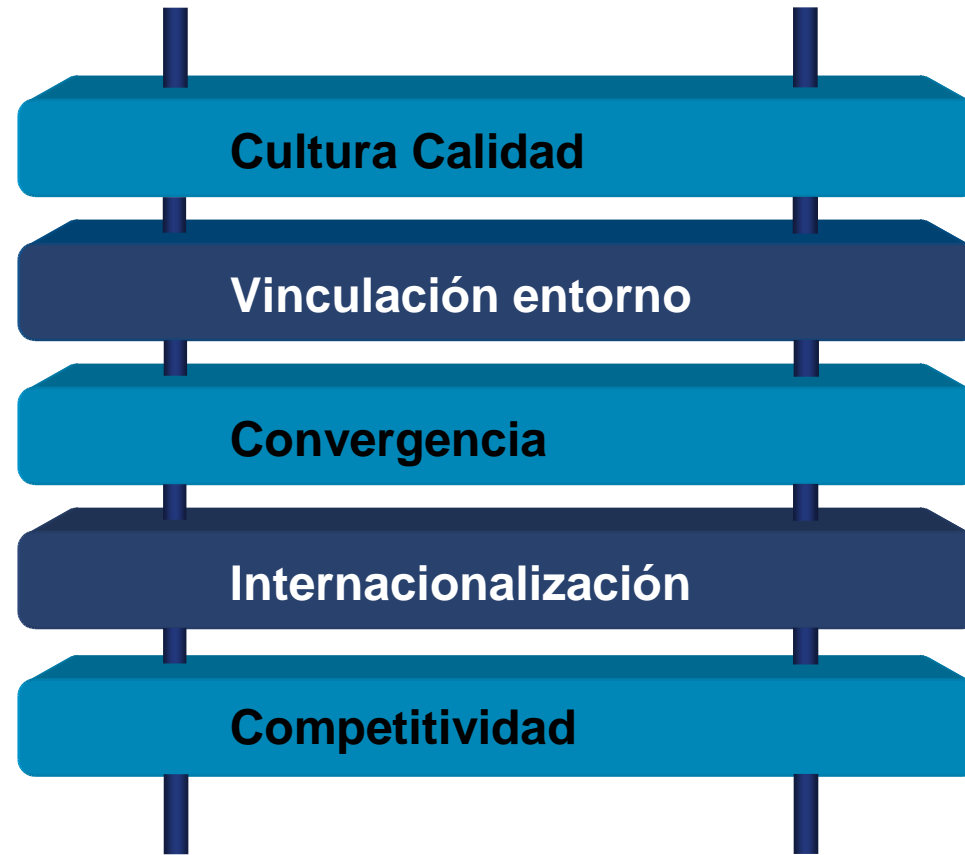 Cultura Calidad
Vinculación entorno
Convergencia
Internacionalización
Competitividad